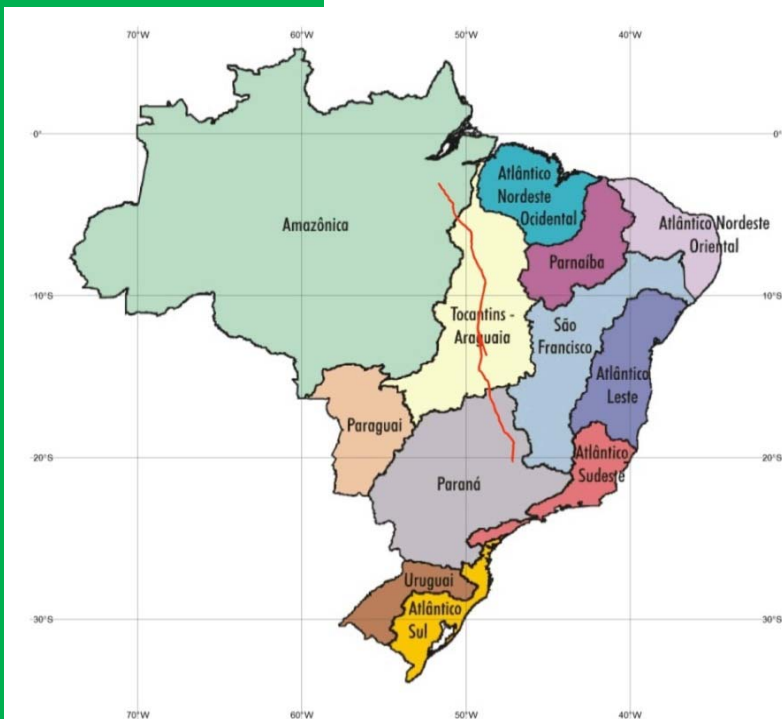 70°W 60°W 50°W 40°W
0° 0°
Atlântico
Nordeste
Ocidental
Amazônica
Atlântico Nordeste
Oriental
Parnaíba
10°S 10°S
Tocantins -
Araguaia
São
Francisco
Atlântico
Leste
Paraguai
Atlântico
Sudeste
20°S 20°S
Paraná
Uruguai
Atlântico
Sul
30°S 30°S
70°W 60°W 50°W 40°W